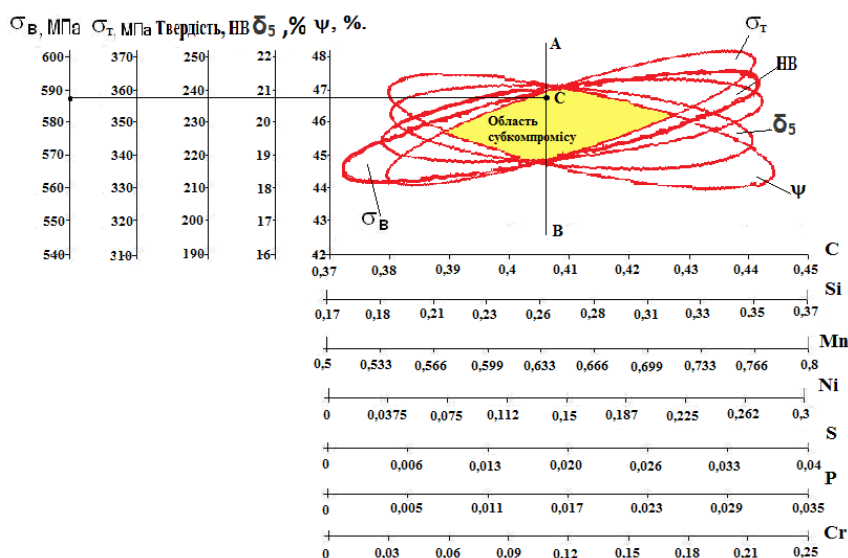 σВ, МПа σТ, МПа Твердість, НВ δ5 ,% ψ, %.
600 370 250 22 48
590 360 240 21 47
580 350 230 20 46
570 340 220 19 45
560 330 210 18 44
550 320 200 17 43
540 310 190 16 42
A
C
B
Область
субкомпромісу
σТ
НВ
δ5
ψ
σВ
C
0,37 0,38 0,39 0,4 0,41 0,42 0,43 0,44 0,45
Si
0,17 0,18 0,21 0,23 0,26 0,28 0,31 0,33 0,35 0,37
Mn
0,5 0,533 0,566 0,599 0,633 0,666 0,699 0,733 0,766 0,8
Ni
0 0,0375 0,075 0,112 0,15 0,187 0,225 0,262 0,3
S
0 0,006 0,013 0,020 0,026 0,033 0,04
P
0 0,005 0,011 0,017 0,023 0,029 0,035
Cr
0 0,03 0,06 0,09 0,12 0,15 0,18 0,21 0,25